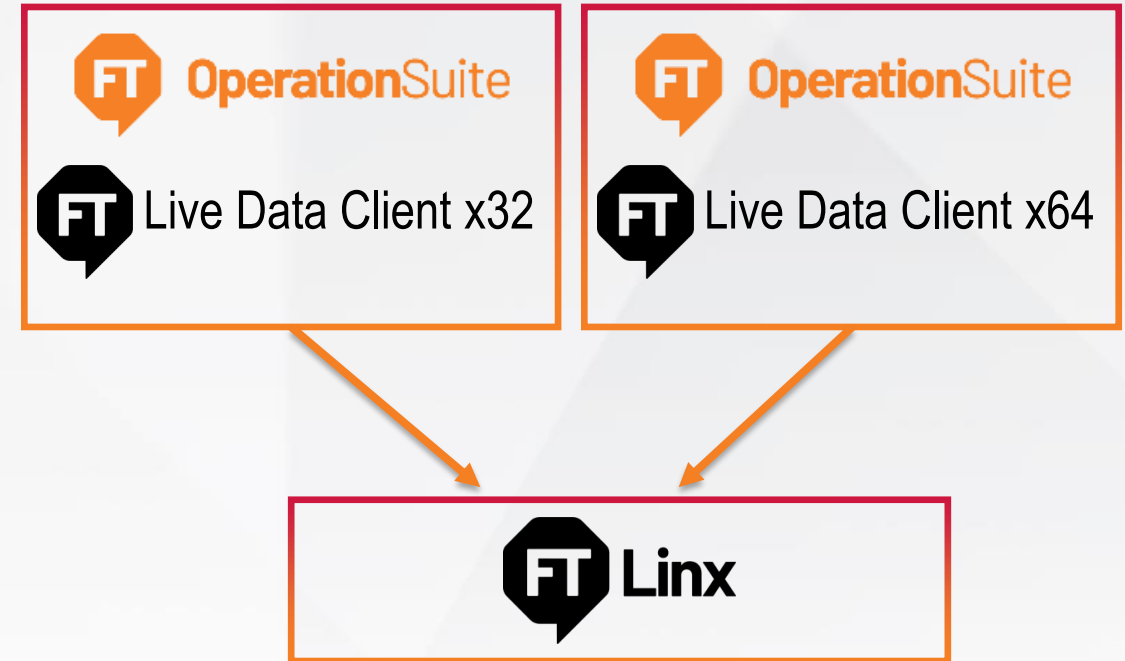 FT OperationSuite
FT Live Data Client x32
FT OperationSuite
FT Live Data Client x64
FT Linx